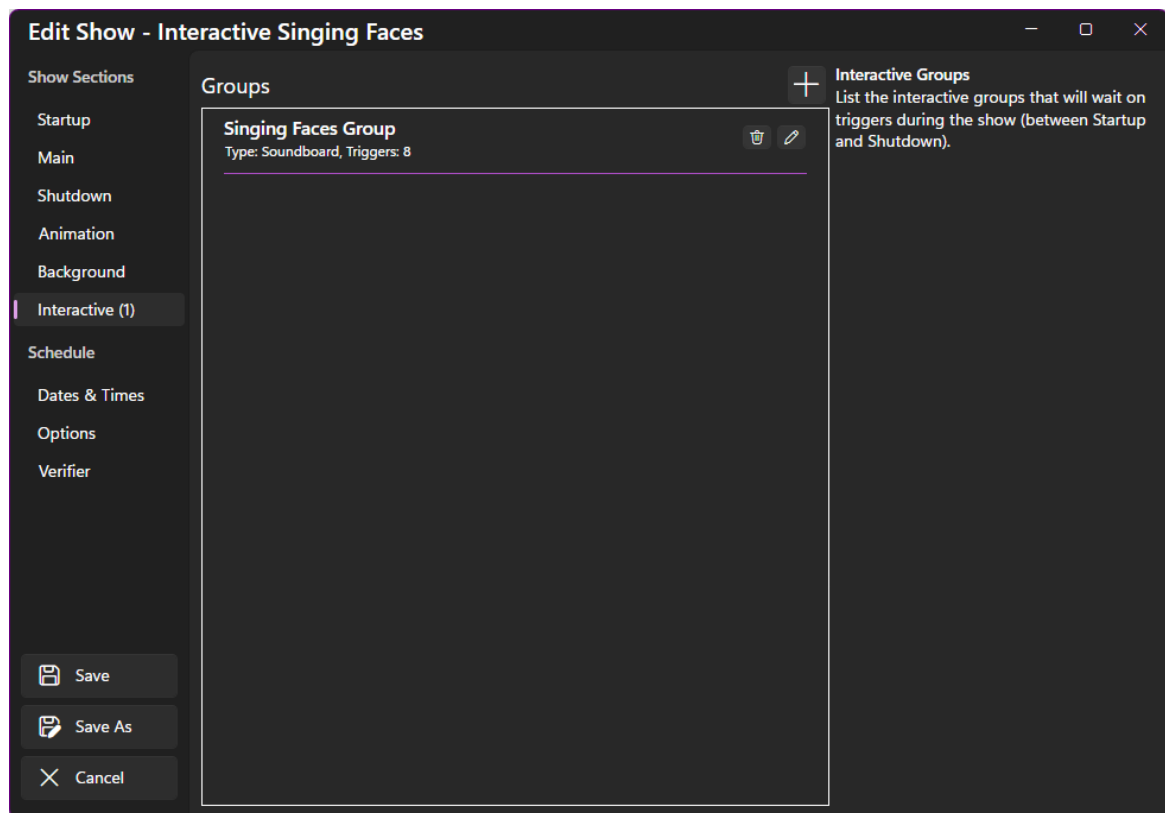 Edit Show - Interactive Singing Faces
Show Sections
Startup
Main
Shutdown
Animation
Background
Interactive (1)
Schedule
Dates & Times
Options
Verifier
Save
Save As
Cancel
Groups
Singing Faces Group
Type: Soundboard, Triggers: 8
Interactive Groups
List the interactive groups that will wait on
triggers during the show (between Startup
and Shutdown).